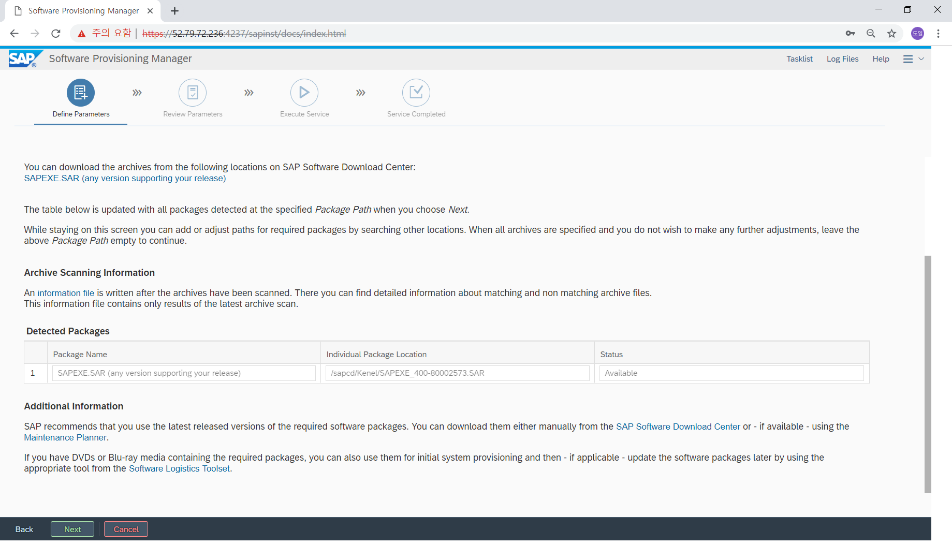 Software Provisioning Manager
주의 요함 | https://52.79.72.236:4237/sapinst/docs/index.html
SAP Software Provisioning Manager
Tasklist Log Files Help
Define Parameters Review Parameters Execute Service Service Completed
You can download the archives from the following locations on SAP Software Download Center:
SAPEXE.SAR (any version supporting your release)
The table below is updated with all packages detected at the specified Package Path when you choose Next.
While staying on this screen you can add or adjust paths for required packages by searching other locations. When all archives are specified and you do not wish to make any further adjustments, leave the
above Package Path empty to continue.
Archive Scanning Information
An information file is written after the archives have been scanned. There you can find detailed information about matching and non matching archive files.
This information file contains only results of the latest archive scan.
Detected Packages
Package Name Individual Package Location Status
1 SAPEXE.SAR (any version supporting your release) /sapcd/Kenel/SAPEXE_400-80002573.SAR Available
Additional Information
SAP recommends that you use the latest released versions of the required software packages. You can download them either manually from the SAP Software Download Center or - if available - using the
Maintenance Planner.
If you have DVDs or Blu-ray media containing the required packages, you can also use them for initial system provisioning and then - if applicable - update the software packages later by using the
appropriate tool from the Software Logistics Toolset.
Back Next Cancel